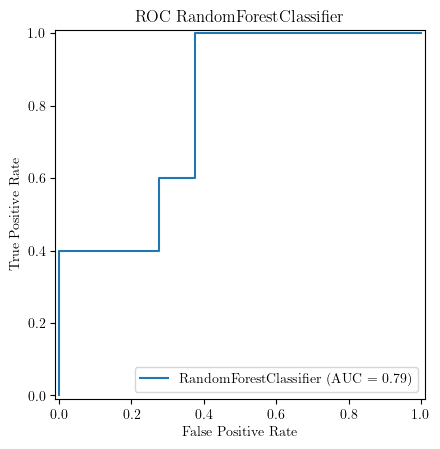 ROC RandomForestClassifier
1.0
0.8
0.6
0.4
0.2
0.0
True Positive Rate
RandomForestClassifier (AUC = 0.79)
0.0 0.2 0.4 0.6 0.8 1.0
False Positive Rate